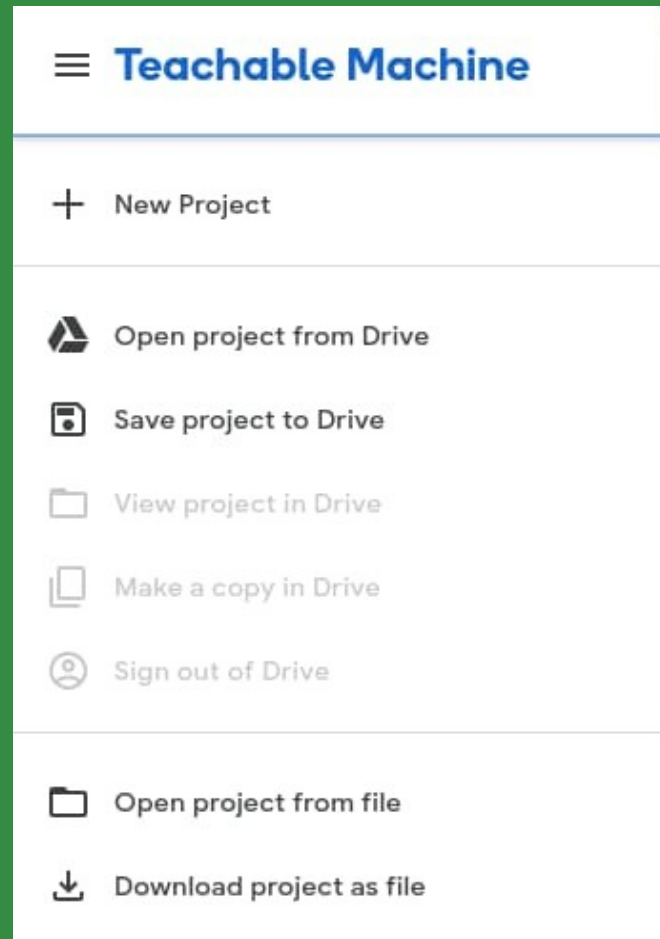 Teachable Machine
New Project
Open project from Drive
Save project to Drive
View project in Drive
Make a copy in Drive
Sign out of Drive
Open project from file
Download project as file